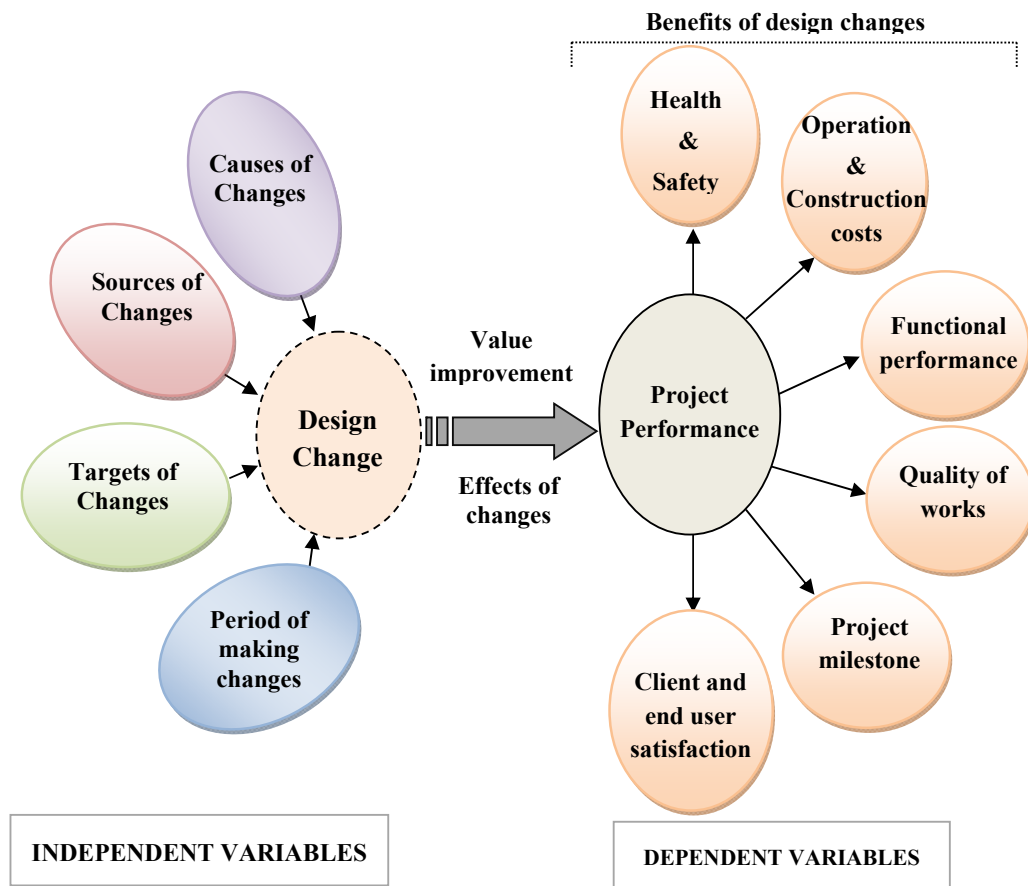 Benefits of design changes
Causes of
Changes
Sources of
Changes
Targets of
Changes
Period of
making
changes
Design
Change
Value
improvement
Effects of
changes
Project
Performance
Health
&
Safety
Operation
&
Construction
costs
Functional
performance
Quality of
works
Project
milestone
Client and
end user
satisfaction
INDEPENDENT VARIABLES
DEPENDENT VARIABLES